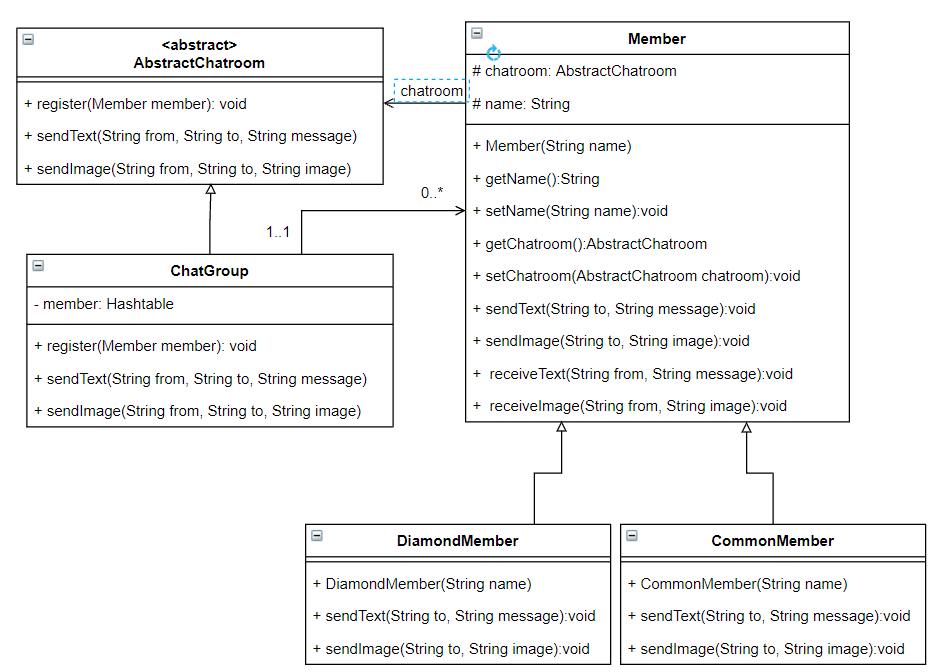 <abstract>
AbstractChatroom
+ register(Member member): void
+ sendText(String from, String to, String message)
+ sendImage(String from, String to, String image)
chatroom
Member
# chatroom: AbstractChatroom
# name: String
+ Member(String name)
+ getName():String
+ setName(String name):void
+ getChatroom():AbstractChatroom
+ setChatroom(AbstractChatroom chatroom):void
+ sendText(String to, String message):void
+ sendImage(String to, String image):void
+ receiveText(String from, String message):void
+ receiveImage(String from, String image):void
0..*
1..1
ChatGroup
- member: Hashtable
+ register(Member member): void
+ sendText(String from, String to, String message)
+ sendImage(String from, String to, String image)
DiamondMember
+ DiamondMember(String name)
+ sendText(String to, String message):void
+ sendImage(String to, String image):void
CommonMember
+ CommonMember(String name)
+ sendText(String to, String message):void
+ sendImage(String to, String image):void